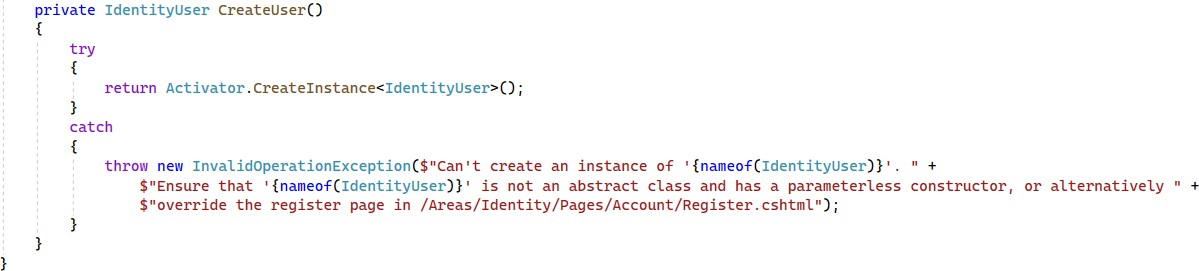 private IdentityUser CreateUser()
{
try
{
return Activator.CreateInstance<IdentityUser>();
}
catch
{
throw new InvalidOperationException($"Can't create an instance of '{nameof(IdentityUser)}'. " +
$"Ensure that '{nameof(IdentityUser)}' is not an abstract class and has a parameterless constructor, or alternatively " +
$"override the register page in /Areas/Identity/Pages/Account/Register.cshtml");
}
}
}